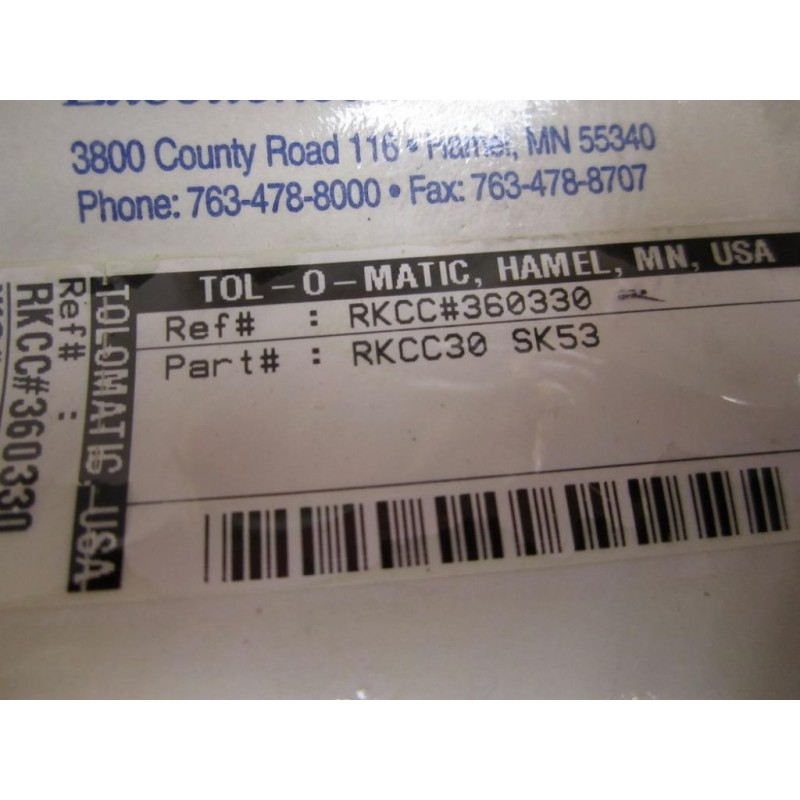 3800 County Road 116 • Hamel, MN 55340
Phone: 763-478-8000 • Fax: 763-478-8707
TOL-O-MATIC, HAMEL, MN, USA
Ref# : RKCC#360330
Part# : RKCC30 SK53
TOLOMATIC, USA
Ref# :
RKCC#360330